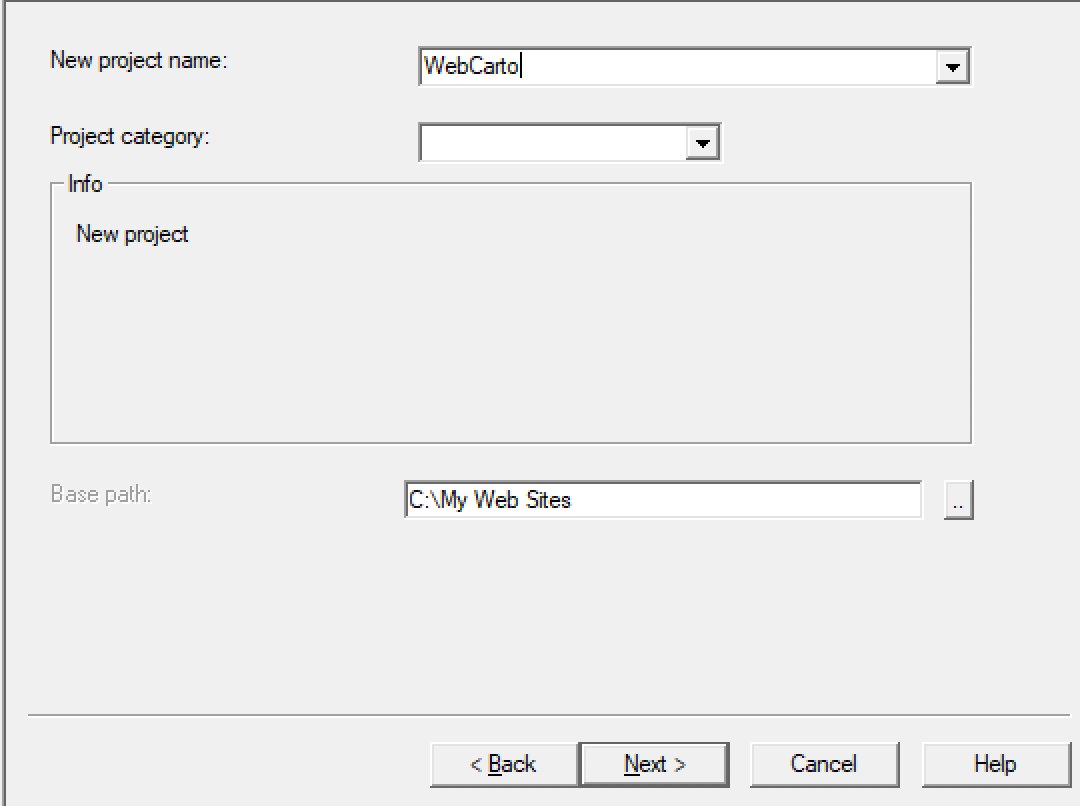 New project name:
WebCarto
Project category:
Info
New project
Base path:
C:\My Web Sites
..
< Back
Next >
Cancel
Help